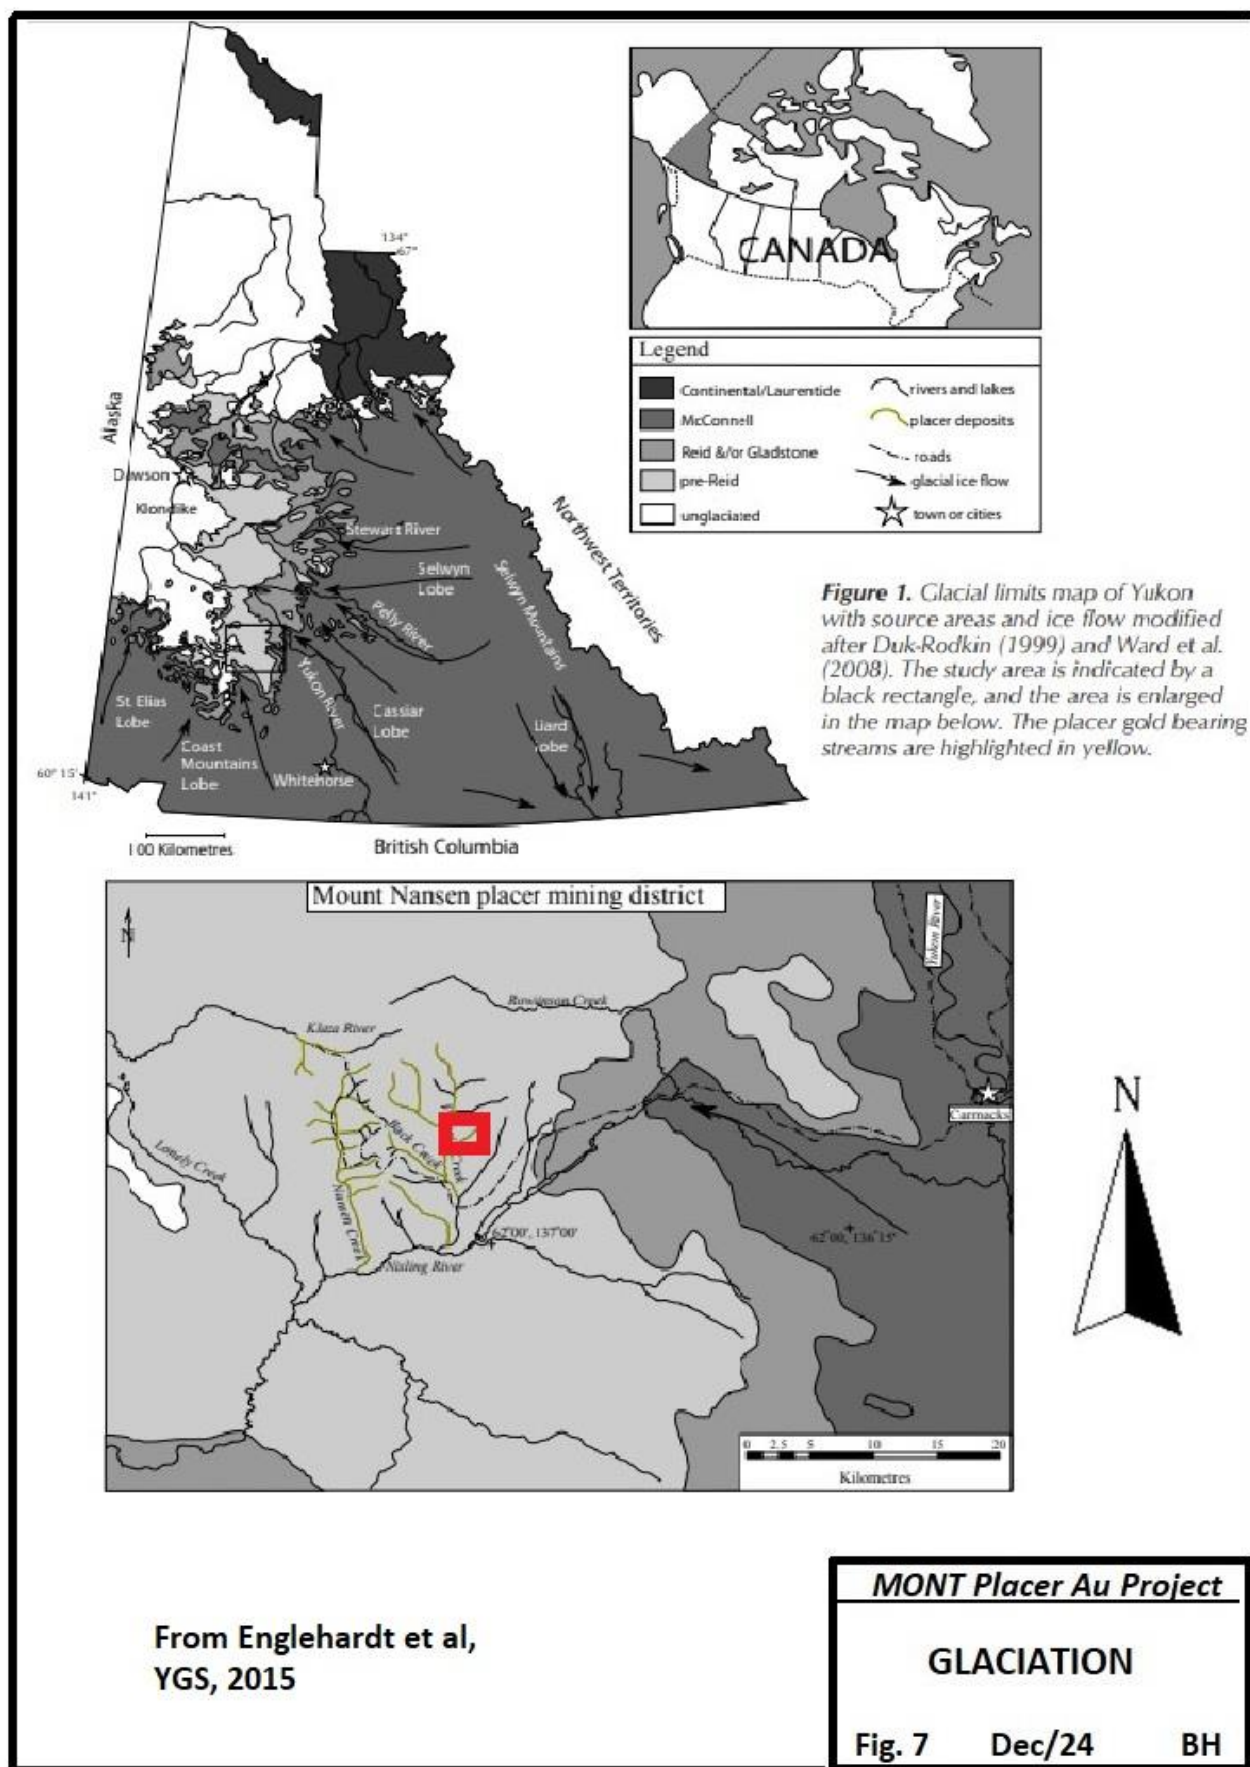 134°
67°
Alaska
Dawson
Klondike
Stewart River
Selwyn
Lobe
Pelly River
Selwyn Mountains
Northwest Territories
Yukon River
Cassiar
Lobe
St. Elias
Lobe
Coast
Mountains
Lobe
Whitehorse
Liard
lobe
60° 15'
141°
100 Kilometres
British Columbia
CANADA
Legend
Continental/Laurenticle
McConnell
Reid &/or Gladstone
pre-Reid
unglaciated
rivers and lakes
placer deposits
roads
glacial ice flow
town or cities
Figure 1. Glacial limits map of Yukon
with source areas and ice flow modified
after Duk-Rodkin (1999) and Ward et al.
(2008). The study area is indicated by a
black rectangle, and the area is enlarged
in the map below. The placer gold bearing
streams are highlighted in yellow.
Mount Nansen placer mining district
N
Yukon River
Rowinson Creek
Klaza River
Carmacks
Lonely Creek
Back Creek
Creek
Nansen Creek
62°00', 137°00'
62°00, 136°15'
Nisling River
0 2.5 5 10 15 20
Kilometres
N
From Englehardt et al,
YGS, 2015
MONT Placer Au Project
GLACIATION
Fig. 7 Dec/24 BH